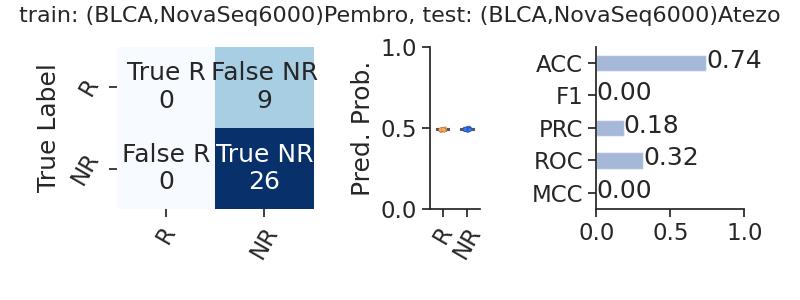 train: (BLCA,NovaSeq6000)Pembro, test: (BLCA,NovaSeq6000)Atezo
True Label
R
NR
True R
0
False NR
9
False R
0
True NR
26
R
NR
Pred. Prob.
1.0
0.5
0.0
R
NR
ACC
0.74
F1
0.00
PRC
0.18
ROC
0.32
MCC
0.00
0.0
0.5
1.0